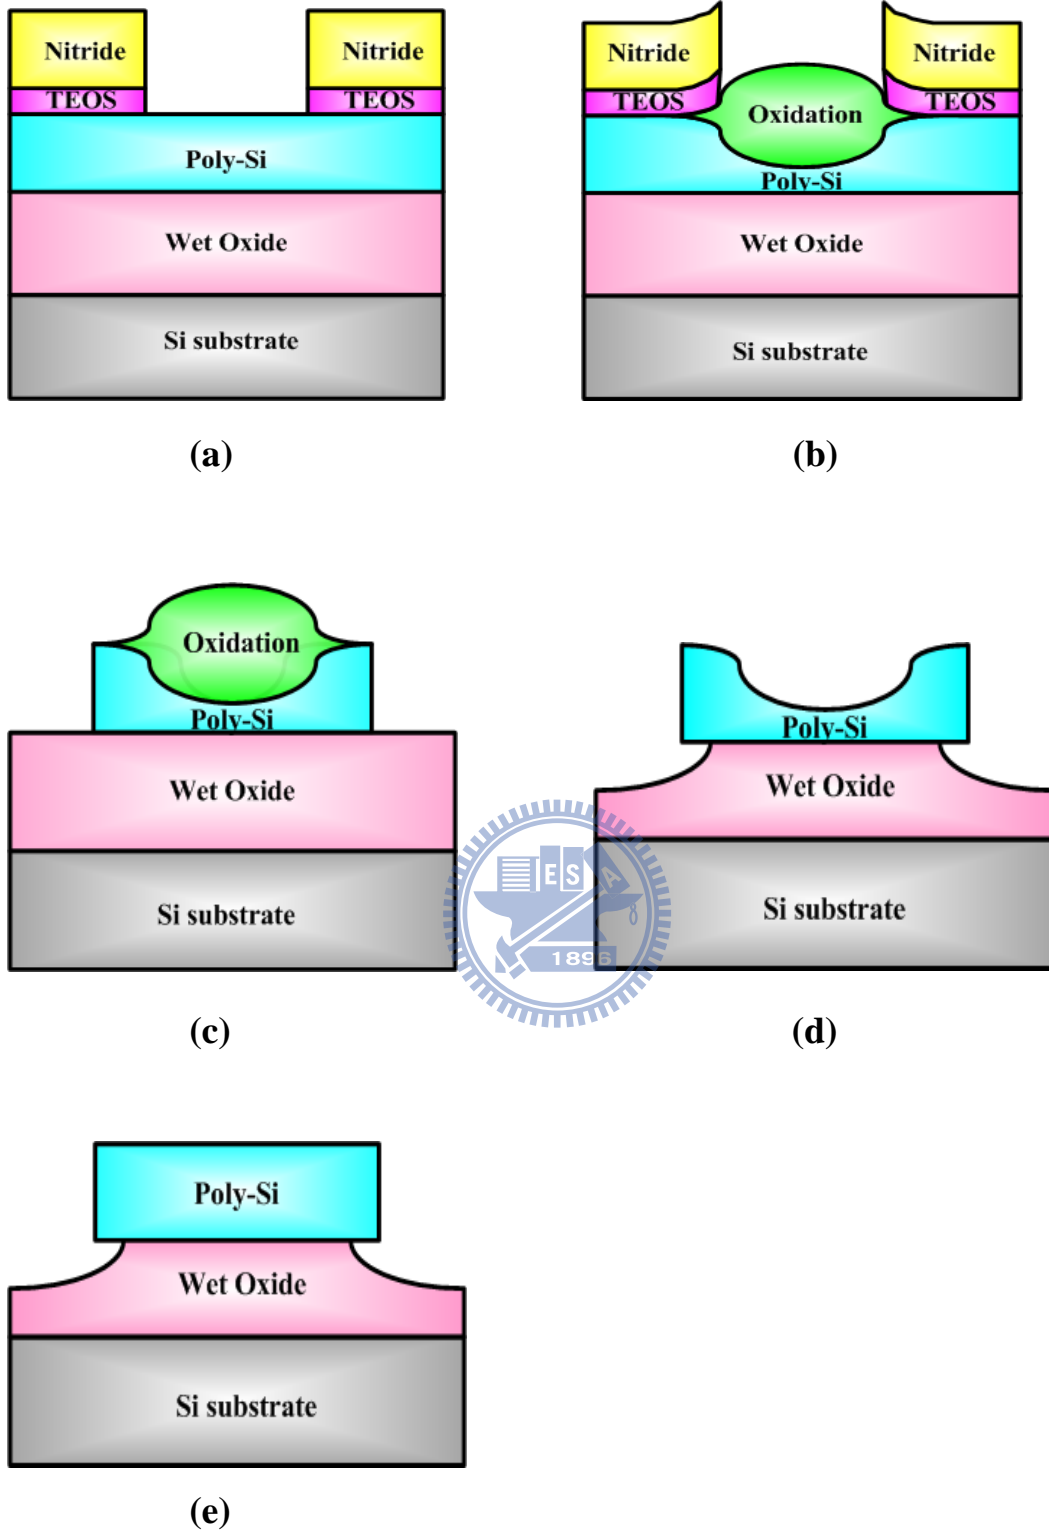 Nitride
Nitride
TEOS
TEOS
Poly-Si
Wet Oxide
Si substrate
(a)
Nitride
Nitride
TEOS
TEOS
Oxidation
Poly-Si
Wet Oxide
Si substrate
(b)
Oxidation
Poly-Si
Wet Oxide
Si substrate
(c)
Poly-Si
Wet Oxide
Si substrate
(d)
E S A
1896
Poly-Si
Wet Oxide
Si substrate
(e)